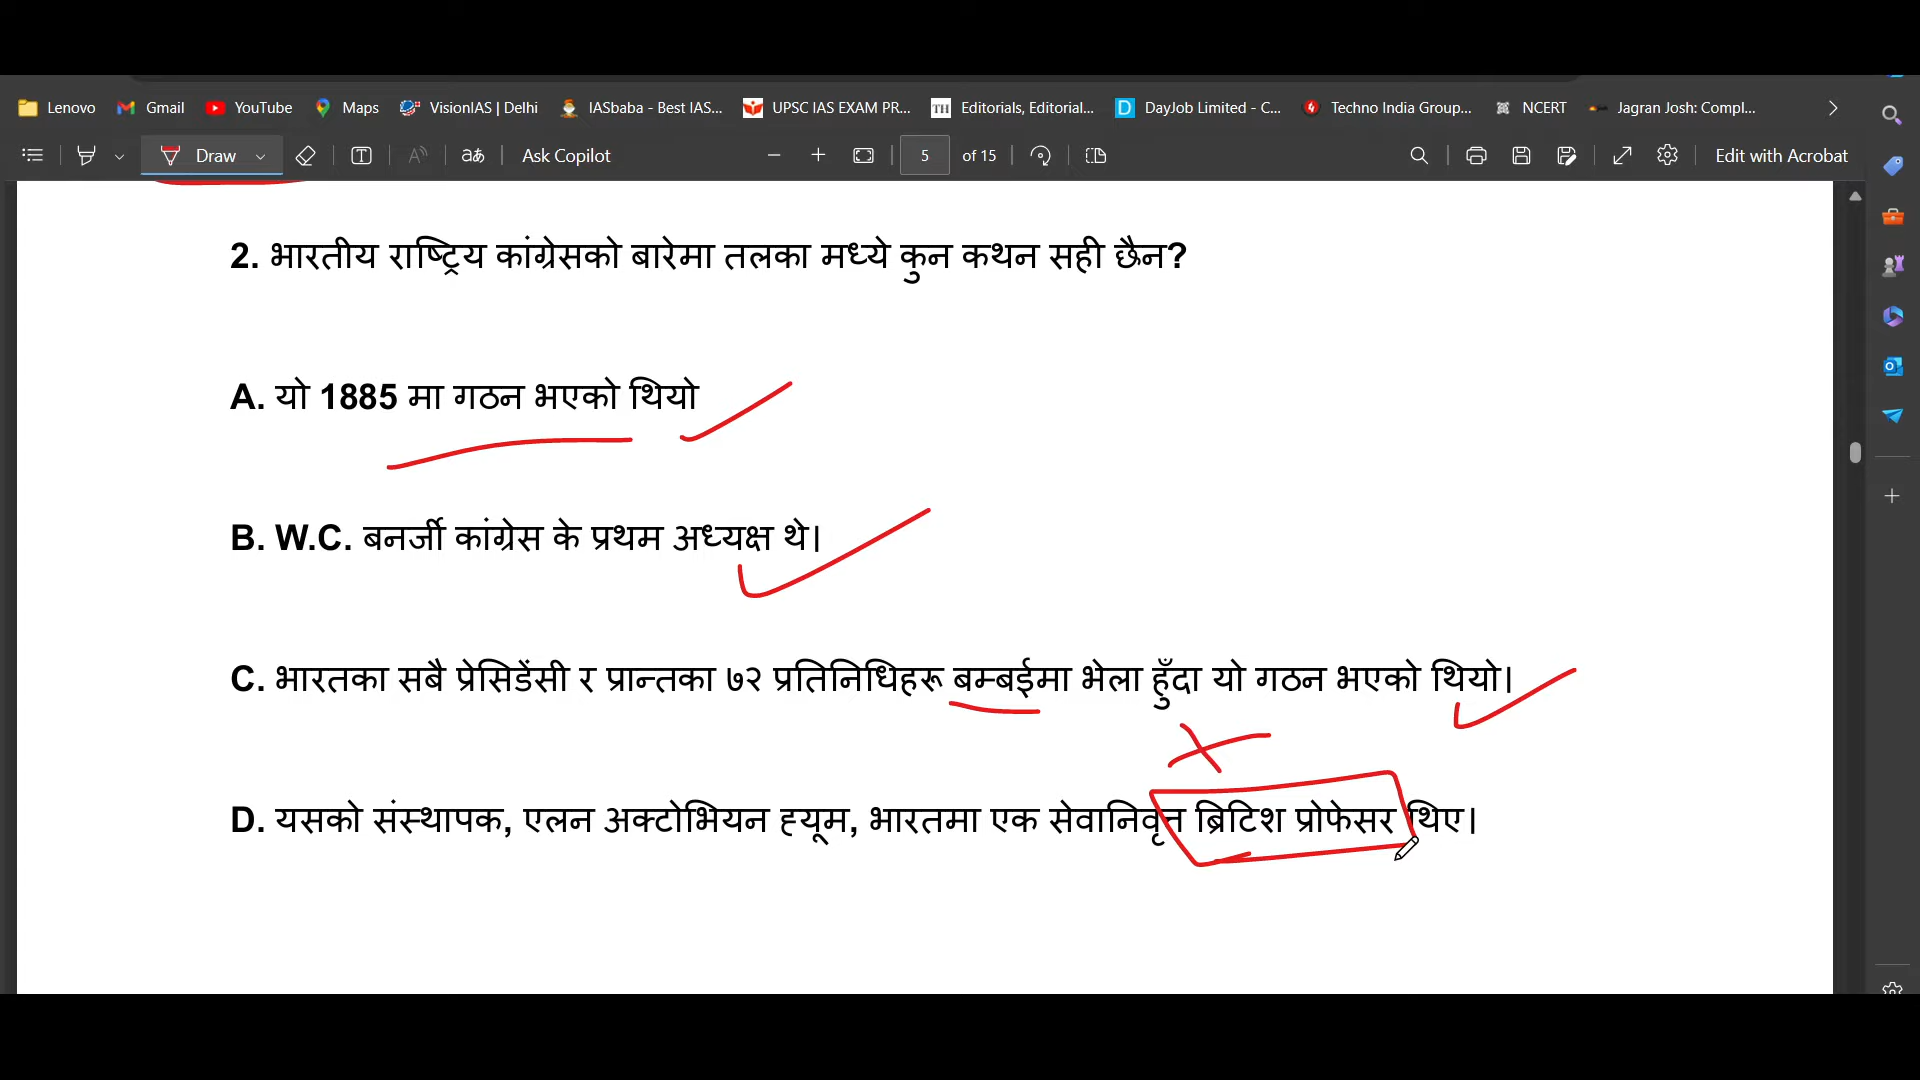 Lenovo Gmail YouTube Maps VisionIAS | Delhi IASbaba - Best IAS... UPSC IAS EXAM PR... TH Editorials, Editorial... D DayJob Limited - C... Techno India Group,... NCERT Jagran Josh: Compl...
Draw T A aあ Ask Copilot 5 of 15 Edit with Acrobat
2. भारतीय राष्ट्रिय कांग्रेसको बारेमा तलका मध्ये कुन कथन सही छैन?
A. यो 1885 मा गठन भएको थियो
B. W.C. बनर्जी कांग्रेस के प्रथम अध्यक्ष थे।
C. भारतका सबै प्रेसिडेंसी र प्रान्तका ७२ प्रतिनिधिहरू बम्बईमा भेला हुँदा यो गठन भएको थियो।
D. यसको संस्थापक, एलन अक्टोभियन ह्यूम, भारतमा एक सेवानिवृत्त ब्रिटिश प्रोफेसर थिए।